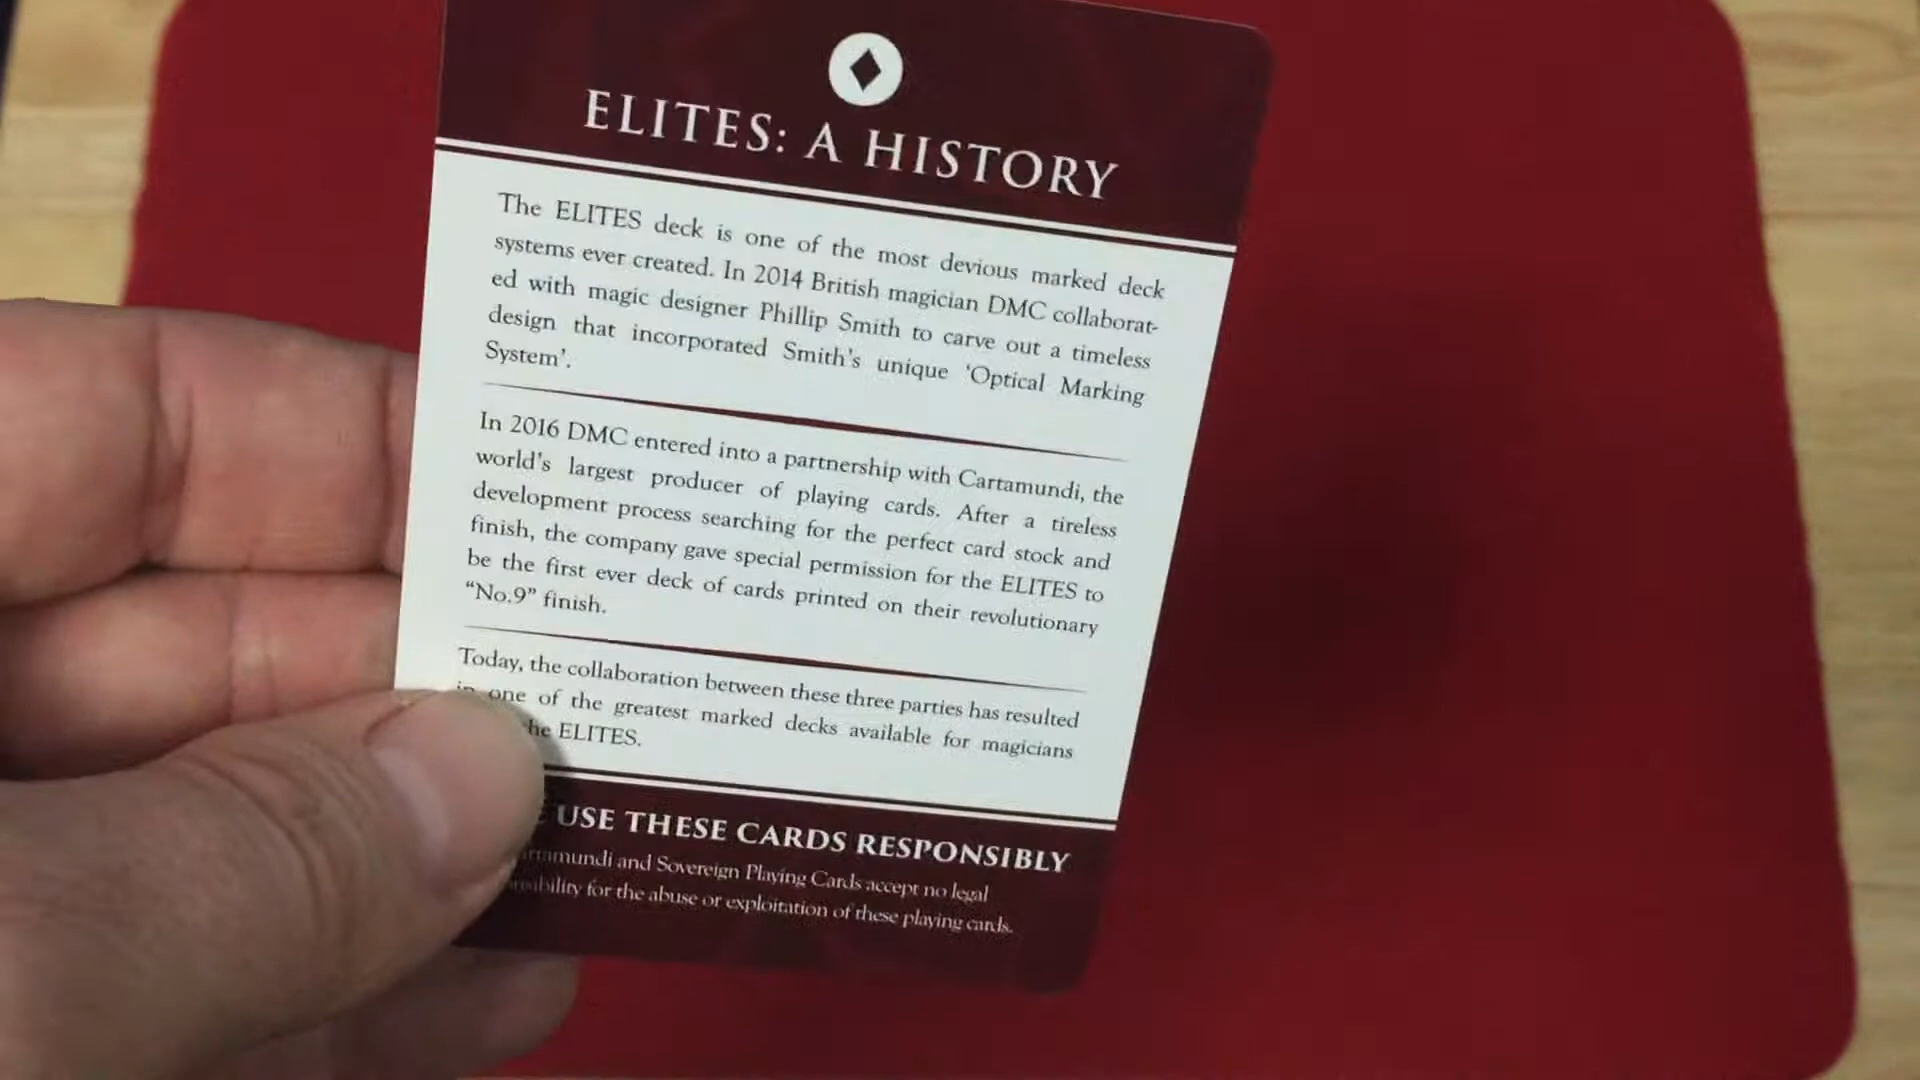 ELITES: A HISTORY
The ELITES deck is one of the most devious marked deck
systems ever created. In 2014 British magician DMC collaborat-
ed with magic designer Phillip Smith to carve out a timeless
design that incorporated Smith's unique 'Optical Marking
System'.
In 2016 DMC entered into a partnership with Cartamundi, the
world's largest producer of playing cards. After a tireless
development process searching for the perfect card stock and
finish, the company gave special permission for the ELITES to
be the first ever deck of cards printed on their revolutionary
“No.9” finish.
Today, the collaboration between these three parties has resulted
in one of the greatest marked decks available for magicians
ELITES.
USE THESE CARDS RESPONSIBLY
and Sovereign Playing Cards accept no legal
for the abuse or exploitation of these playing cards.